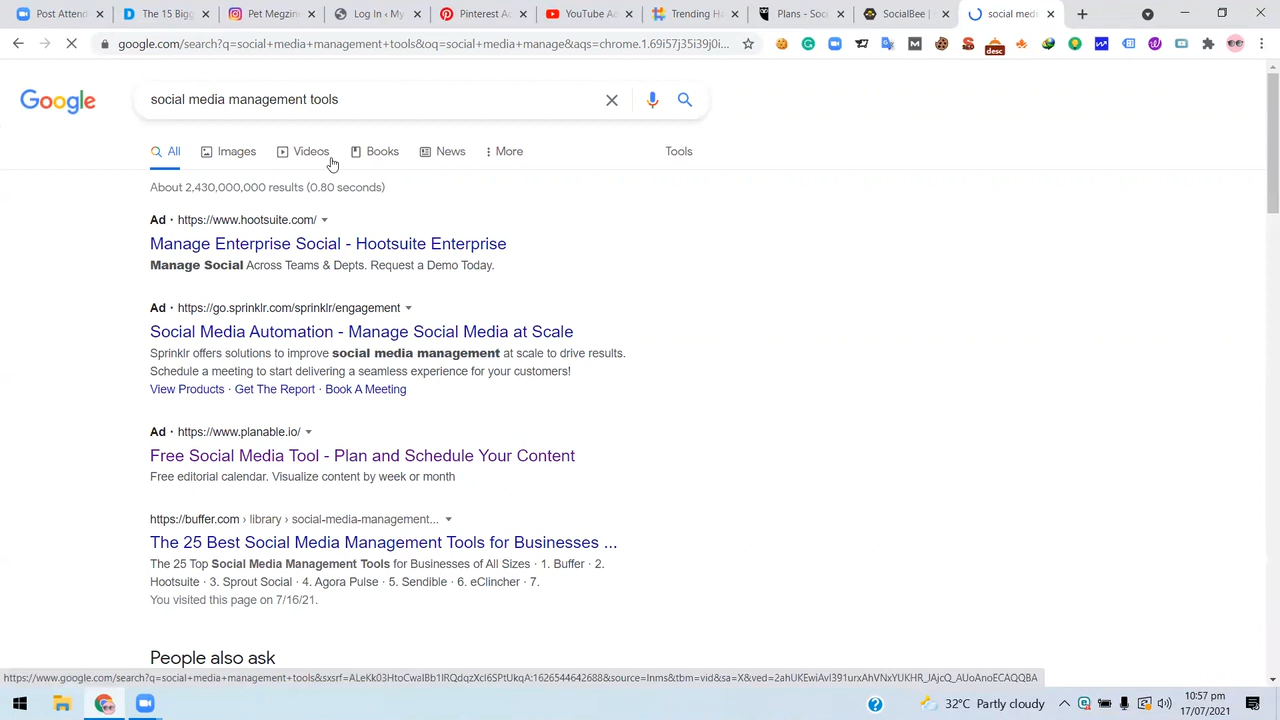 Post Attend
The 15 Bigg
Pet Megzine
Log In ‹ My
Pinterest Ac
YouTube Ad
Trending Ha
Plans - Soci
SocialBee |
social medi
google.com/search?q=social+media+management+tools&oq=social+media+manage&aqs=chrome.1.69i57j35i39j0i...
desc
Google
social media management tools
All
Images
Videos
Books
News
More
Tools
About 2,430,000,000 results (0.80 seconds)
Ad · https://www.hootsuite.com/
Manage Enterprise Social - Hootsuite Enterprise
Manage Social Across Teams & Depts. Request a Demo Today.
Ad · https://go.sprinklr.com/sprinklr/engagement
Social Media Automation - Manage Social Media at Scale
Sprinklr offers solutions to improve social media management at scale to drive results.
Schedule a meeting to start delivering a seamless experience for your customers!
View Products · Get The Report · Book A Meeting
Ad · https://www.planable.io/
Free Social Media Tool - Plan and Schedule Your Content
Free editorial calendar. Visualize content by week or month
https://buffer.com › library › social-media-management...
The 25 Best Social Media Management Tools for Businesses ...
The 25 Top Social Media Management Tools for Businesses of All Sizes · 1. Buffer · 2.
Hootsuite · 3. Sprout Social · 4. Agora Pulse · 5. Sendible · 6. eClincher · 7.
You visited this page on 7/16/21.
People also ask
32°C Partly cloudy
10:57 pm
17/07/2021